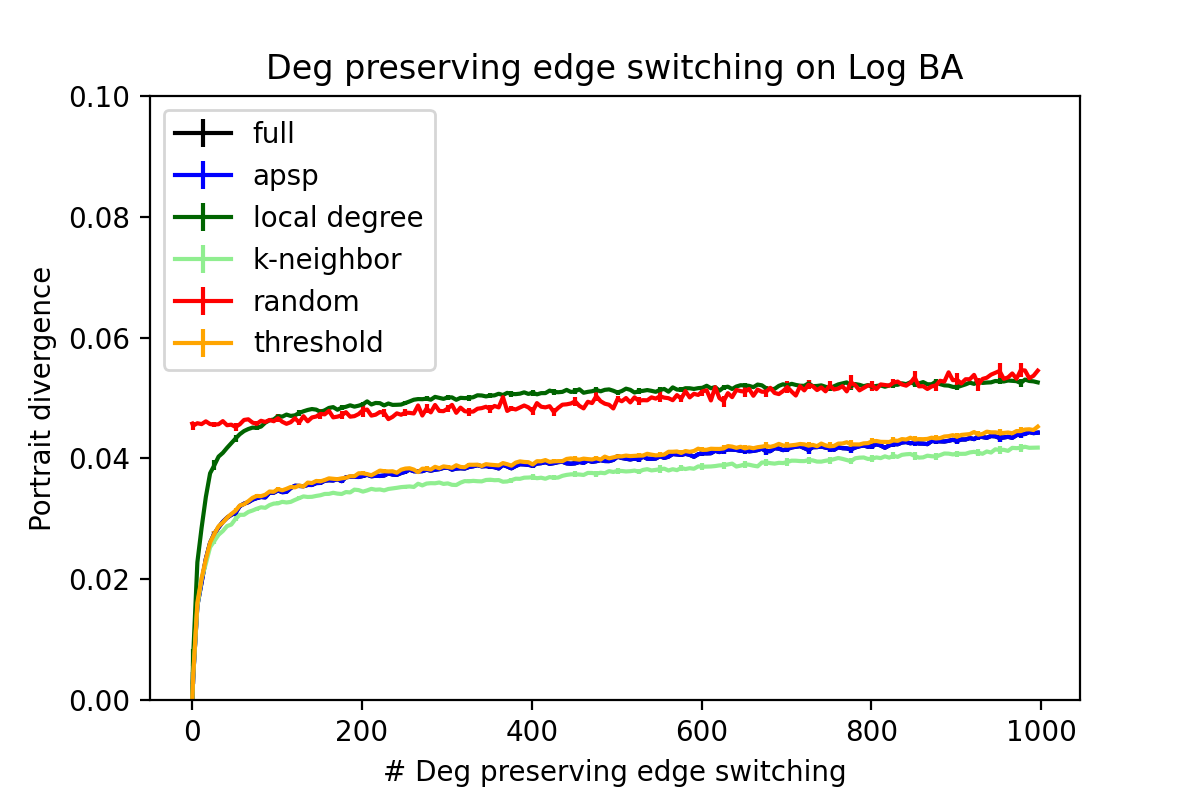 Deg preserving edge switching on Log BA
full
apsp
local degree
k-neighbor
random
threshold
Portrait divergence
0.10
0.08
0.06
0.04
0.02
0.00
0 200 400 600 800 1000
# Deg preserving edge switching